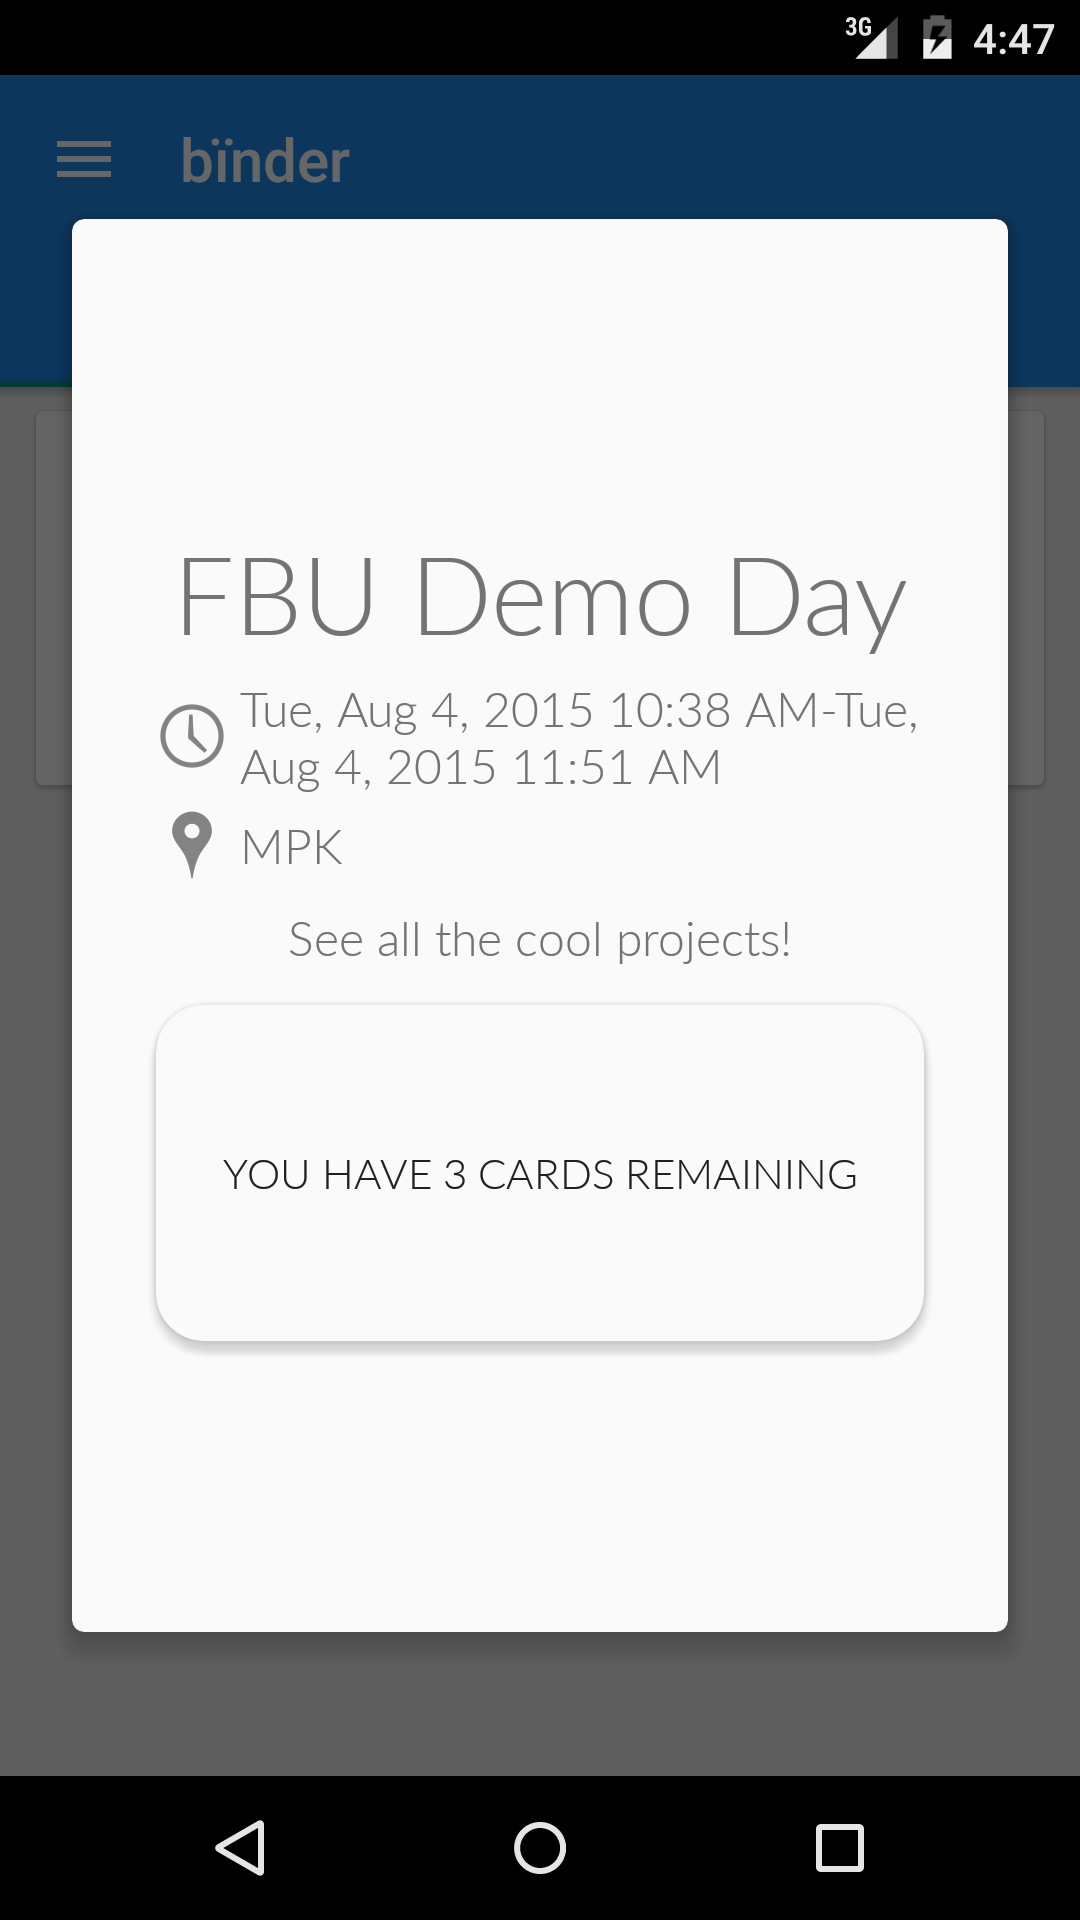 3G 4:47
bïnder
FBU Demo Day
Tue, Aug 4, 2015 10:38 AM-Tue,
Aug 4, 2015 11:51 AM
MPK
See all the cool projects!
YOU HAVE 3 CARDS REMAINING